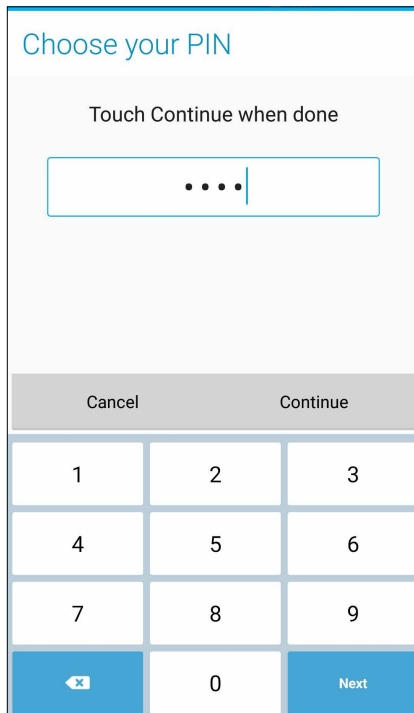 Choose your PIN
Touch Continue when done
••••
Cancel Continue
1 2 3
4 5 6
7 8 9
0 Next